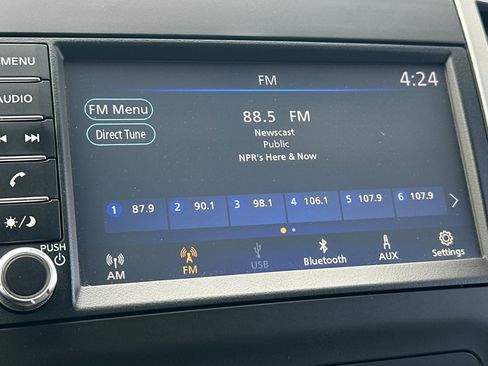 MENU
FM
4:24
AUDIO
FM Menu
88.5 FM
Direct Tune
Newscast
Public
NPR's Here & Now
1 87.9 2 90.1 3 98.1 4 106.1 5 107.9 6 107.9
PUSH
AM FM USB Bluetooth AUX Settings